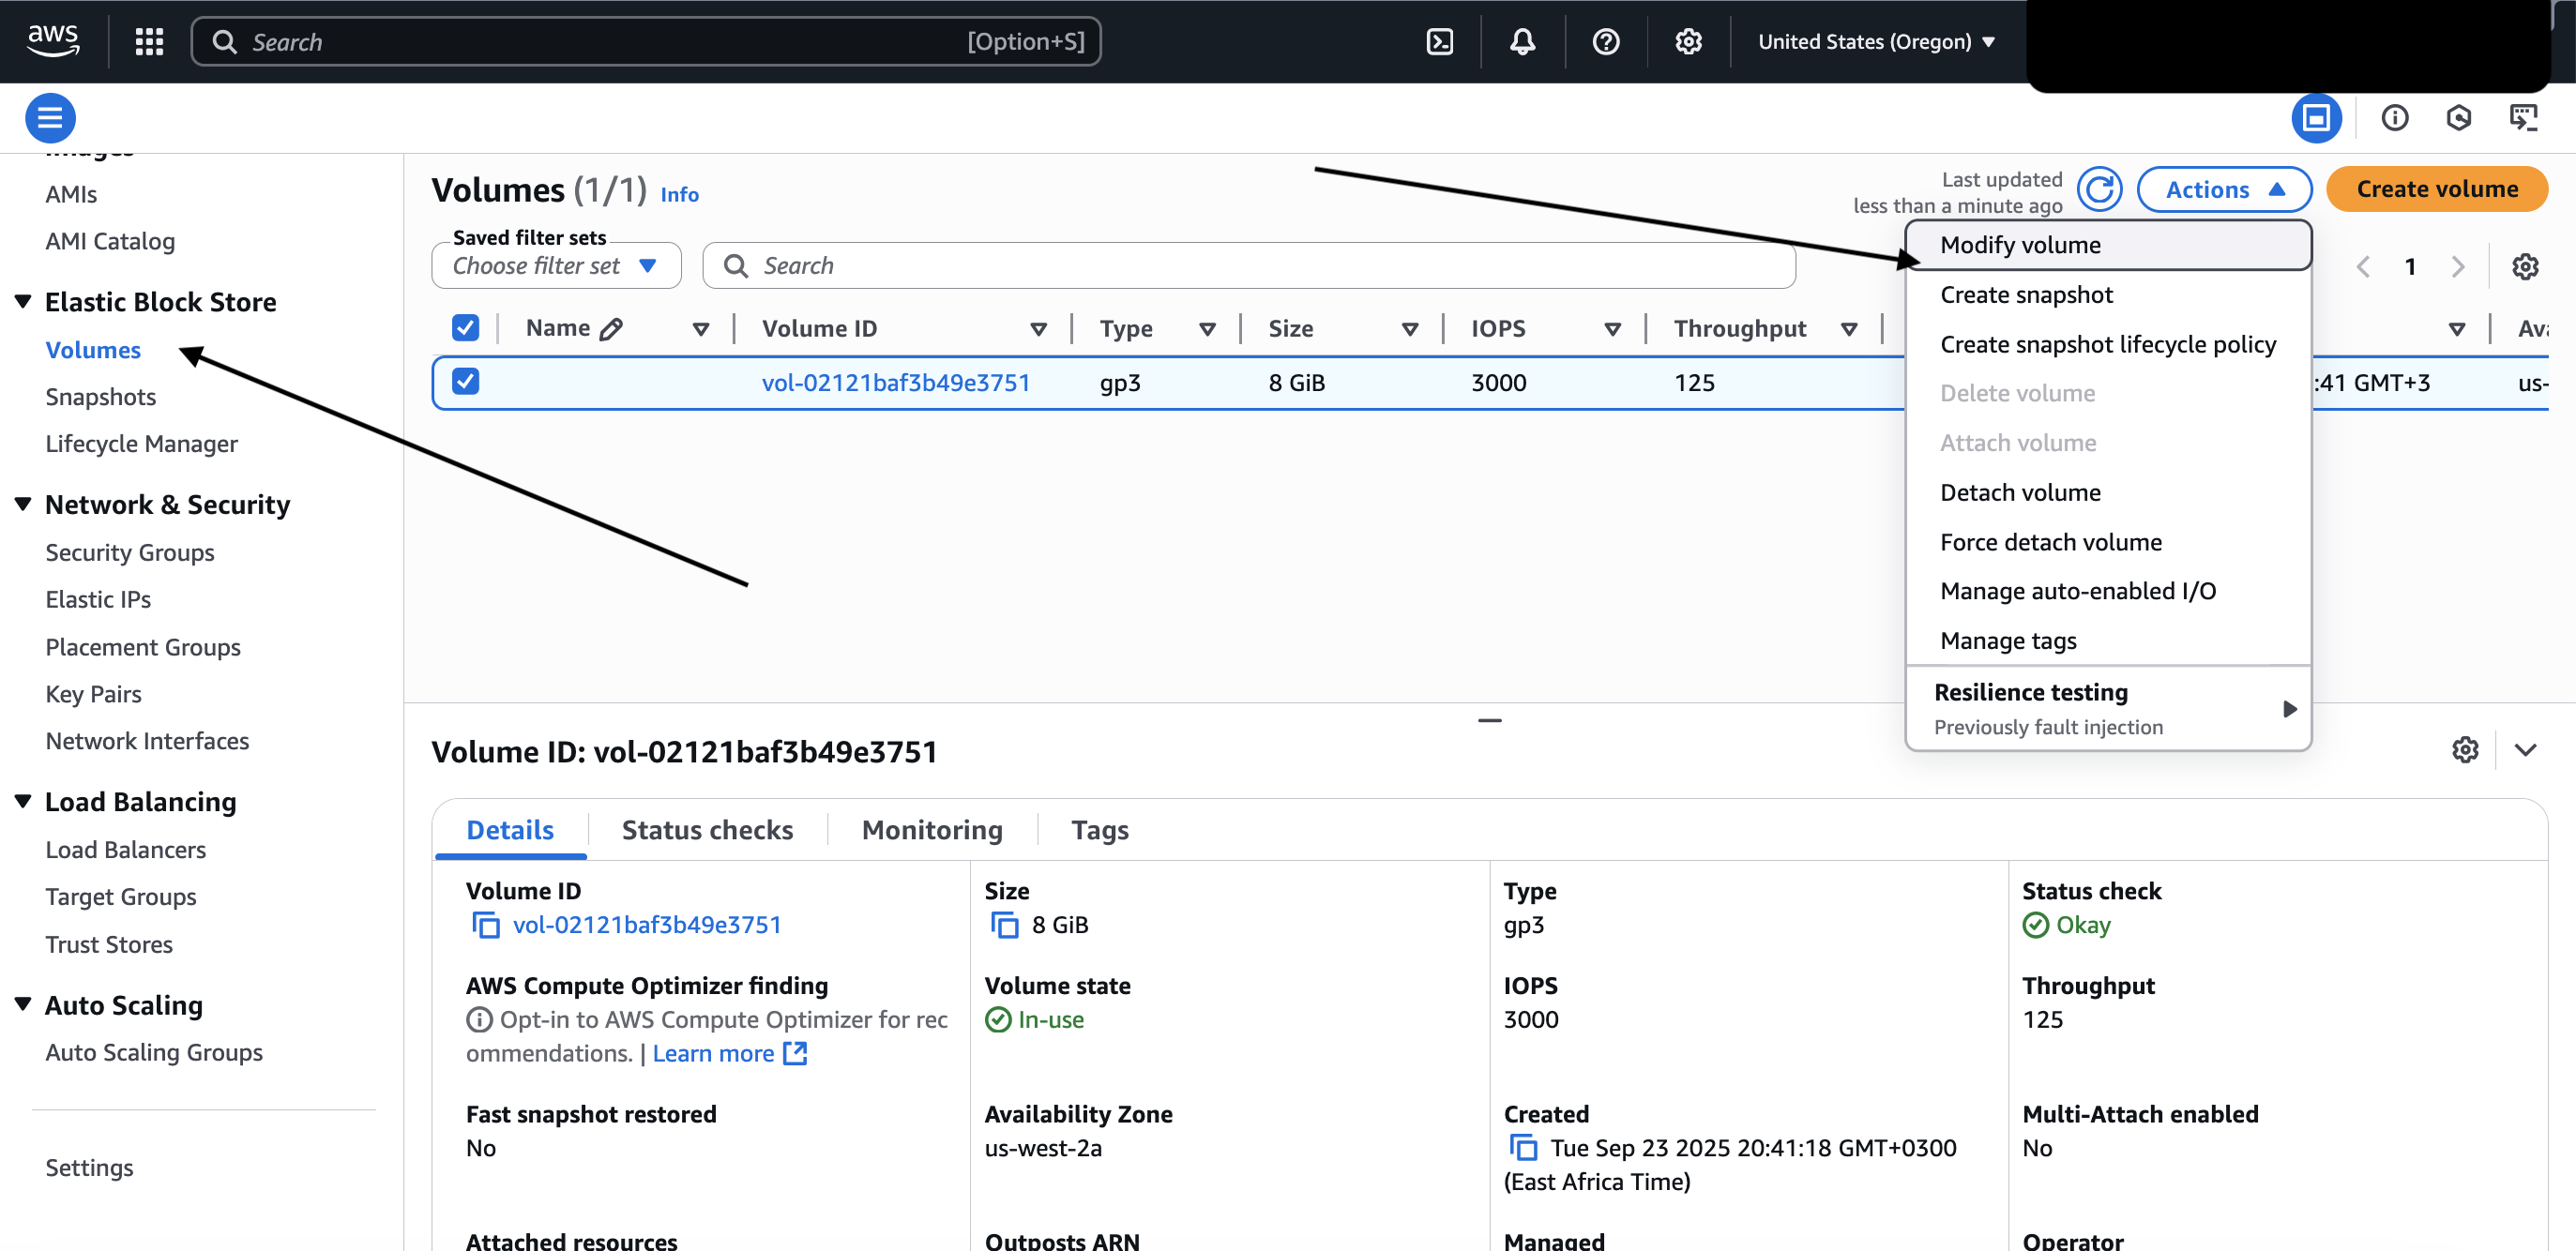 aws
Search [Option+S]
United States (Oregon)
Images
AMIs
AMI Catalog
Elastic Block Store
Volumes
Snapshots
Lifecycle Manager
Network & Security
Security Groups
Elastic IPs
Placement Groups
Key Pairs
Network Interfaces
Load Balancing
Load Balancers
Target Groups
Trust Stores
Auto Scaling
Auto Scaling Groups
Settings
Volumes (1/1) Info
Last updated
less than a minute ago
Actions
Create volume
Saved filter sets
Choose filter set
Search
1
Name Volume ID Type Size IOPS Throughput
vol-02121baf3b49e3751 gp3 8 GiB 3000 125 :41 GMT+3 us-
Modify volume
Create snapshot
Create snapshot lifecycle policy
Delete volume
Attach volume
Detach volume
Force detach volume
Manage auto-enabled I/O
Manage tags
Resilience testing
Previously fault injection
Volume ID: vol-02121baf3b49e3751
Details Status checks Monitoring Tags
Volume ID
vol-02121baf3b49e3751
Size
8 GiB
Type
gp3
Status check
Okay
AWS Compute Optimizer finding
Opt-in to AWS Compute Optimizer for rec
ommendations. | Learn more
Volume state
In-use
IOPS
3000
Throughput
125
Fast snapshot restored
No
Availability Zone
us-west-2a
Created
Tue Sep 23 2025 20:41:18 GMT+0300
(East Africa Time)
Multi-Attach enabled
No
Attached resources
Outposts ARN
Managed
Operator